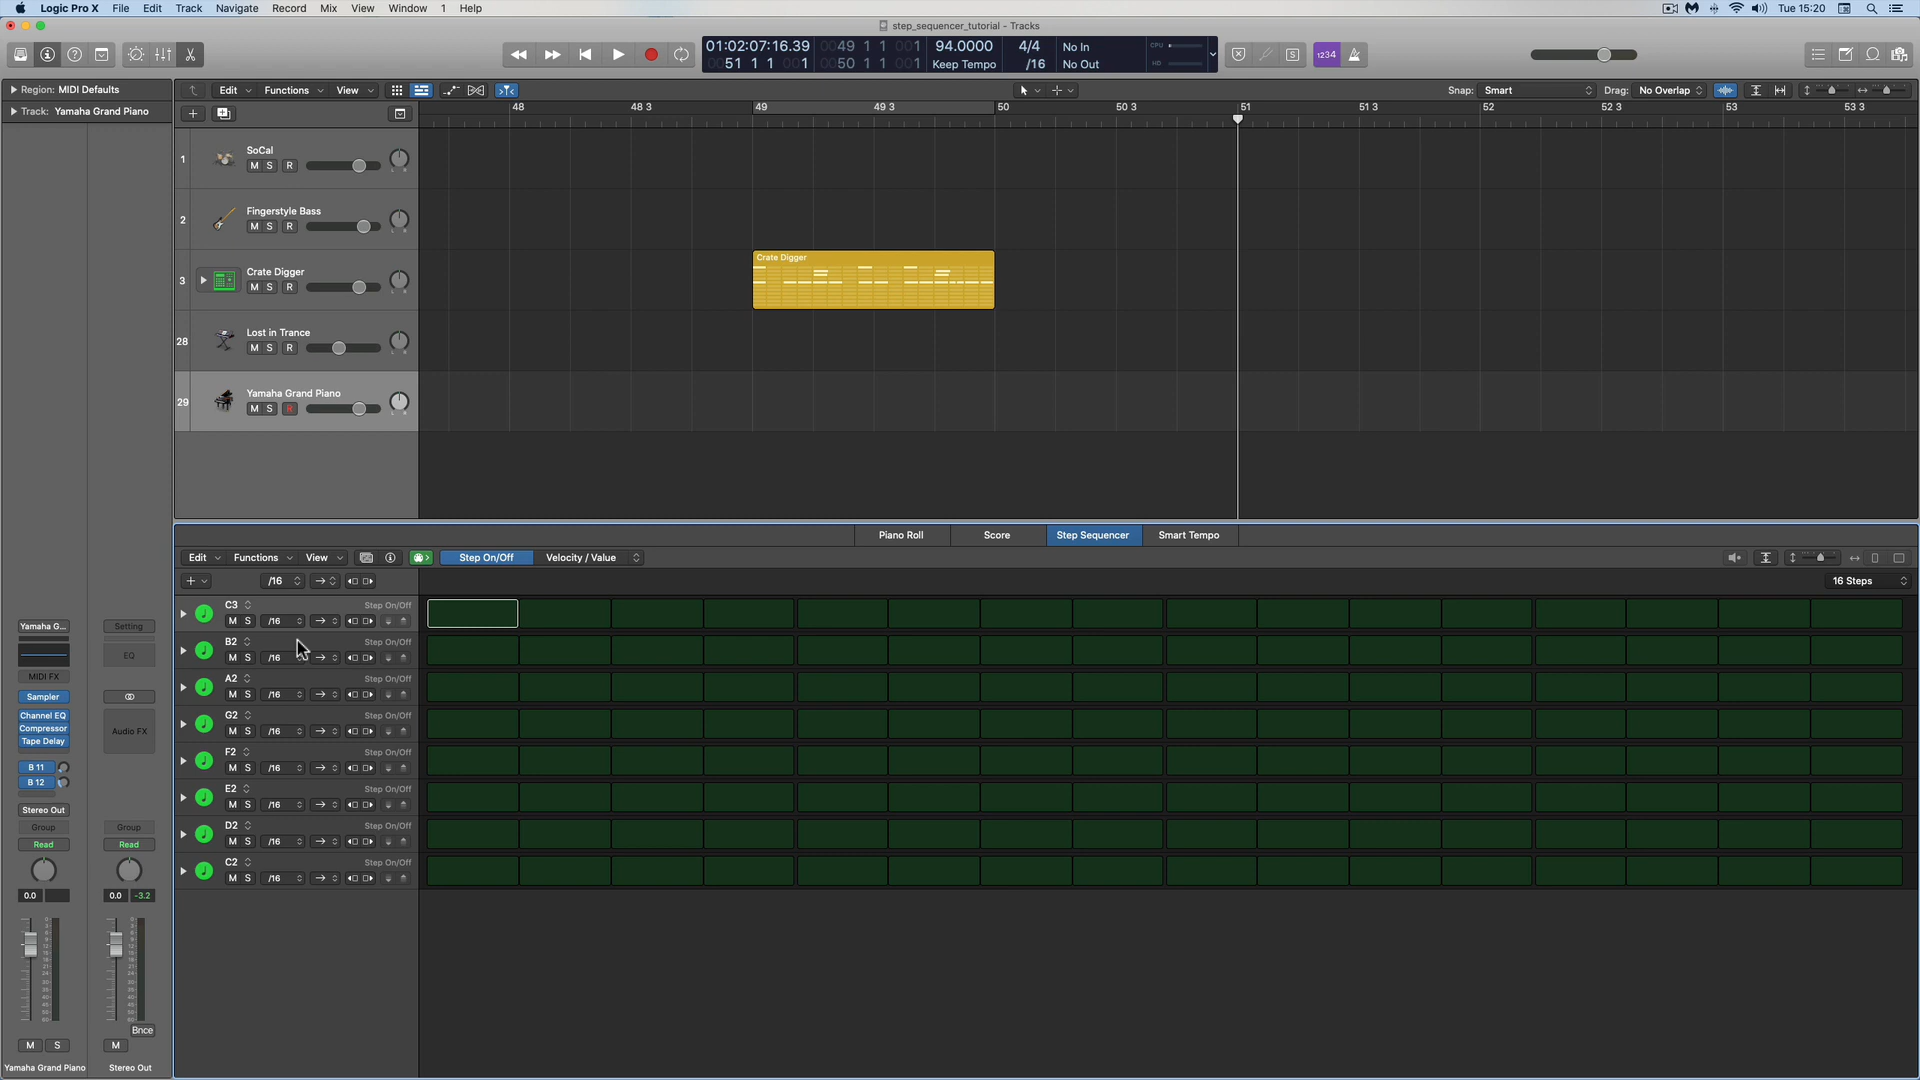 Logic Pro X File Edit Track Navigate Record Mix View Window 1 Help Tue 15:20
step_sequencer_tutorial - Tracks
01:02:07:16.39 0049 1 1 001 94.0000 4/4 No In CPU
0051 1 1 001 0050 1 1 001 Keep Tempo /16 No Out HD
1234
Region: MIDI Defaults
Edit Functions View Snap: Smart Drag: No Overlap
Track: Yamaha Grand Piano
48 48 3 49 49 3 50 50 3 51 51 3 52 52 3 53 53 3
1 SoCal
M S R
2 Fingerstyle Bass
M S R
3 Crate Digger
M S R
Crate Digger
28 Lost in Trance
M S R
29 Yamaha Grand Piano
M S R
Piano Roll Score Step Sequencer Smart Tempo
Edit Functions View Step On/Off Velocity / Value
/16 16 Steps
C3 Step On/Off
M S /16
B2 Step On/Off
M S /16
A2 Step On/Off
M S /16
G2 Step On/Off
M S /16
F2 Step On/Off
M S /16
E2 Step On/Off
M S /16
D2 Step On/Off
M S /16
C2 Step On/Off
M S /16
Yamaha G... Setting
EQ
MIDI FX
Sampler
Channel EQ
Compressor Audio FX
Tape Delay
B 11
B 12
Stereo Out
Group Group
Read Read
0.0 0.0 -3.2
Bnce
M S M
Yamaha Grand Piano Stereo Out